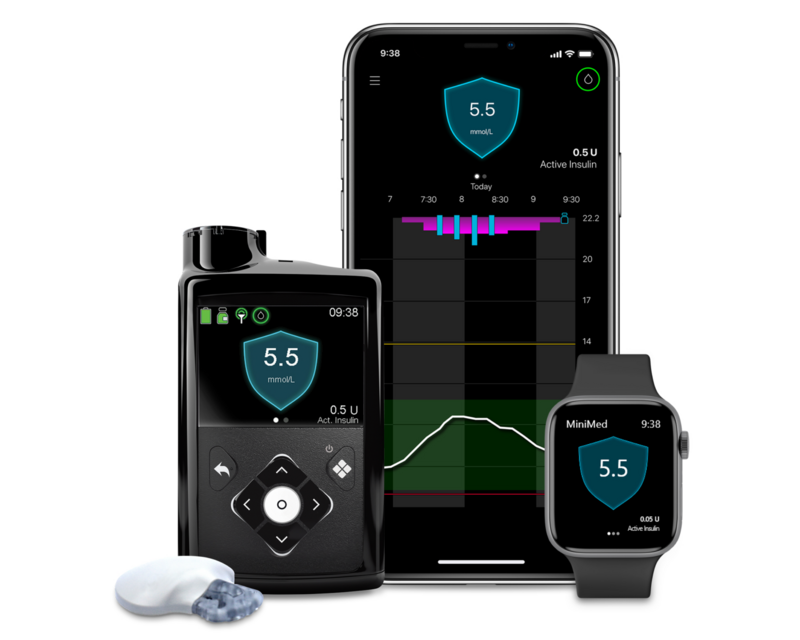 9:38
5.5
mmol/L
0.5 U
Active Insulin
Today
7 7:30 8 8:30 9 9:30
22.2
20
17
14
09:38
5.5
mmol/L
0.5 U
Act. Insulin
MiniMed 9:38
5.5
0.05 U
Active Insulin